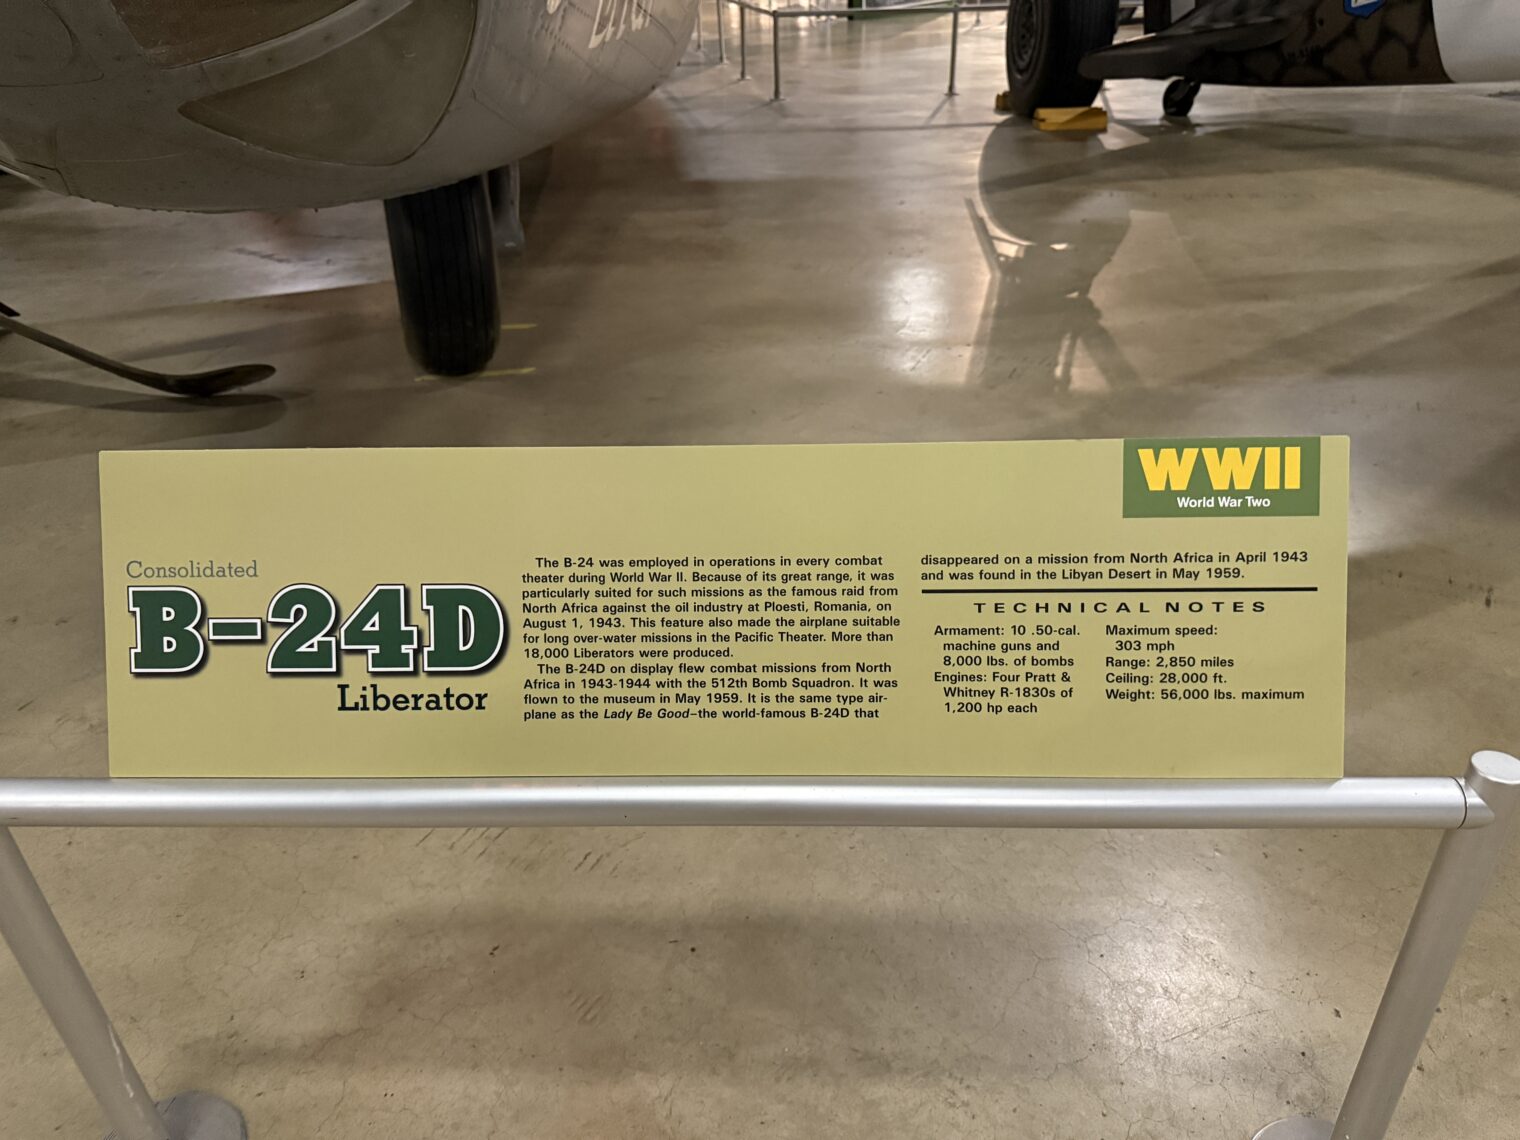 WWII
World War Two
Consolidated
B-24D
Liberator
The B-24 was employed in operations in every combat
theater during World War II. Because of its great range, it was
particularly suited for such missions as the famous raid from
North Africa against the oil industry at Ploesti, Romania, on
August 1, 1943. This feature also made the airplane suitable
for long over-water missions in the Pacific Theater. More than
18,000 Liberators were produced.
The B-24D on display flew combat missions from North
Africa in 1943-1944 with the 512th Bomb Squadron. It was
flown to the museum in May 1959. It is the same type air-
plane as the Lady Be Good–the world-famous B-24D that
disappeared on a mission from North Africa in April 1943
and was found in the Libyan Desert in May 1959.
TECHNICAL NOTES
Armament: 10 .50-cal.
machine guns and
8,000 lbs. of bombs
Engines: Four Pratt &
Whitney R-1830s of
1,200 hp each
Maximum speed:
303 mph
Range: 2,850 miles
Ceiling: 28,000 ft.
Weight: 56,000 lbs. maximum